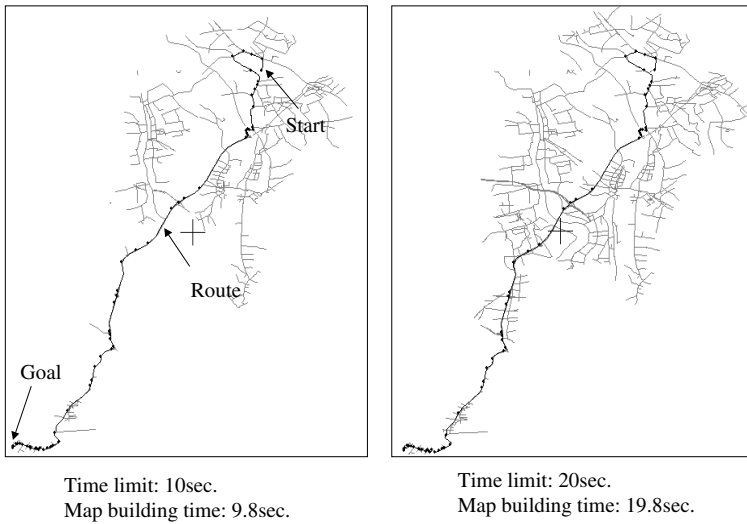 Start
Route
Goal
Time limit: 10sec.
Map building time: 9.8sec.
Time limit: 20sec.
Map building time: 19.8sec.